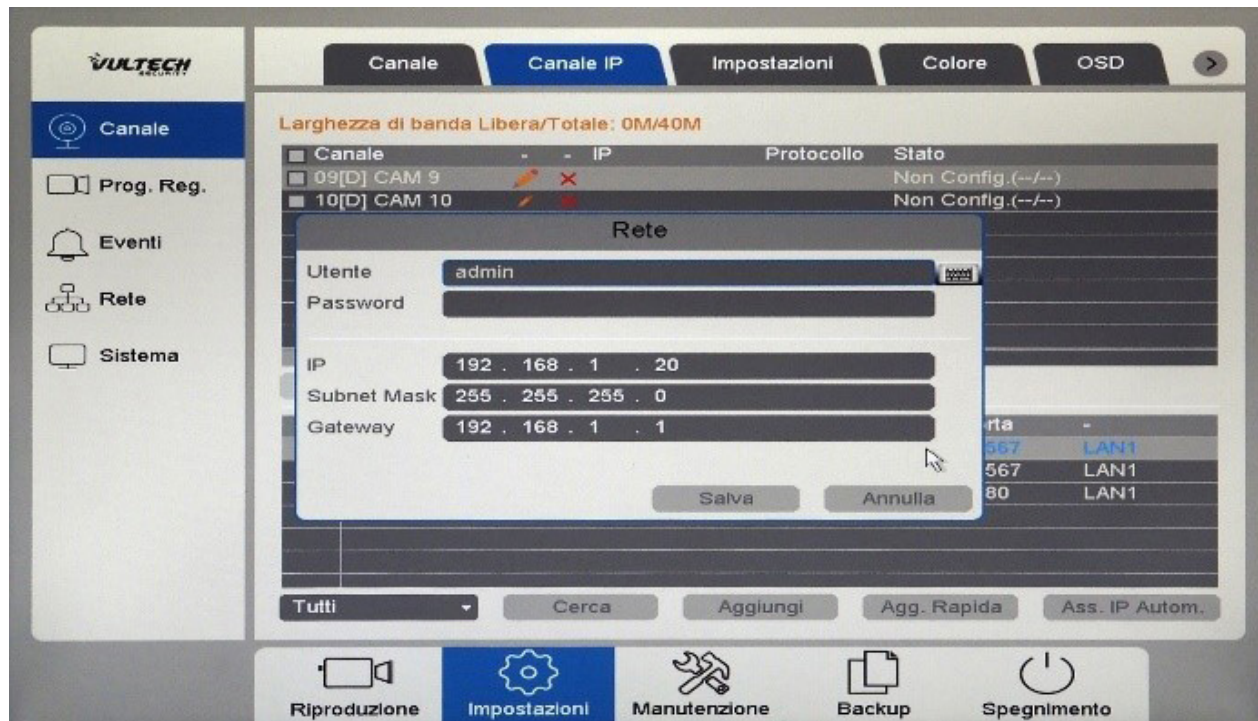 VULTECH
SECURITY
Canale Canale IP Impostazioni Colore OSD >
Canale
Prog. Reg.
Eventi
Rete
Sistema
Larghezza di banda Libera/Totale: 0M/40M
Canale - - IP Protocollo Stato
09[D] CAM 9 Non Config.(--/--)
10[D] CAM 10 Non Config.(--/--)
Rete
Utente admin
Password
IP 192 . 168 . 1 . 20
Subnet Mask 255 . 255 . 255 . 0
Gateway 192 . 168 . 1 . 1
Salva Annulla
rta -
567 LAN1
567 LAN1
80 LAN1
Tutti Cerca Aggiungi Agg. Rapida Ass. IP Autom.
Riproduzione Impostazioni Manutenzione Backup Spegnimento